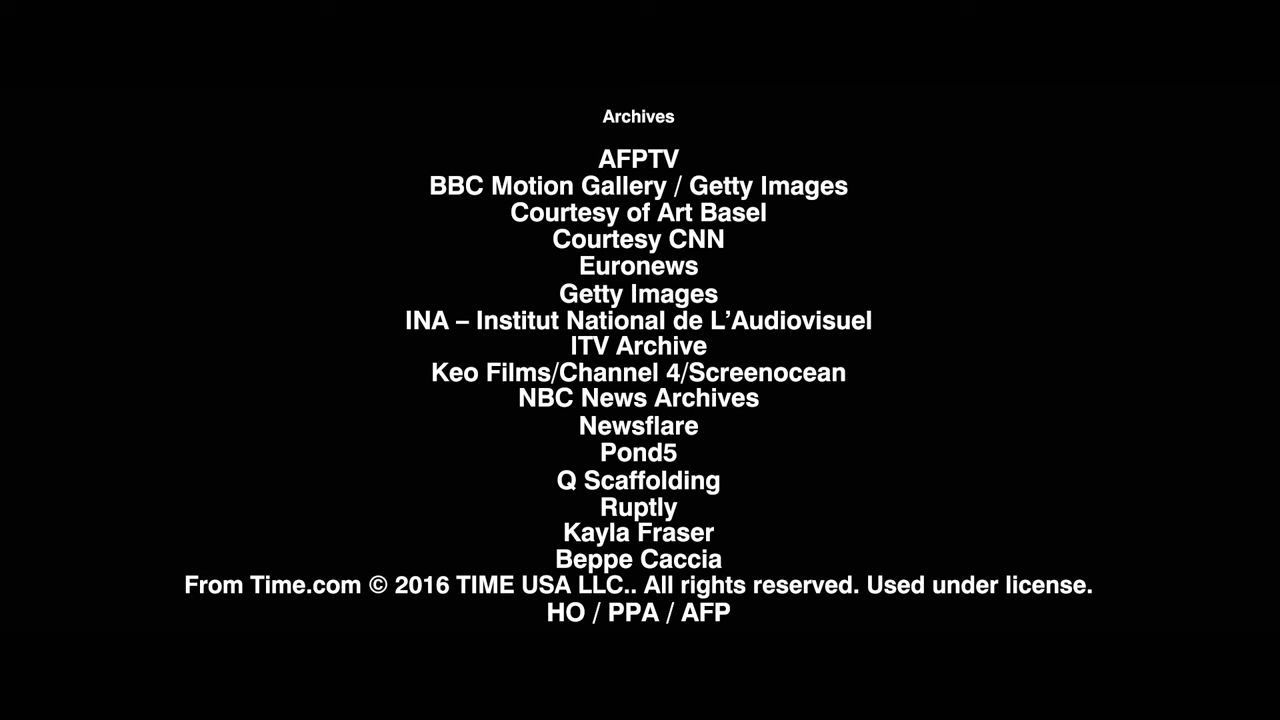 Archives
AFPTV
BBC Motion Gallery / Getty Images
Courtesy of Art Basel
Courtesy CNN
Euronews
Getty Images
INA – Institut National de L’Audiovisuel
ITV Archive
Keo Films/Channel 4/Screenocean
NBC News Archives
Newsflare
Pond5
Q Scaffolding
Ruptly
Kayla Fraser
Beppe Caccia
From Time.com © 2016 TIME USA LLC.. All rights reserved. Used under license.
HO / PPA / AFP